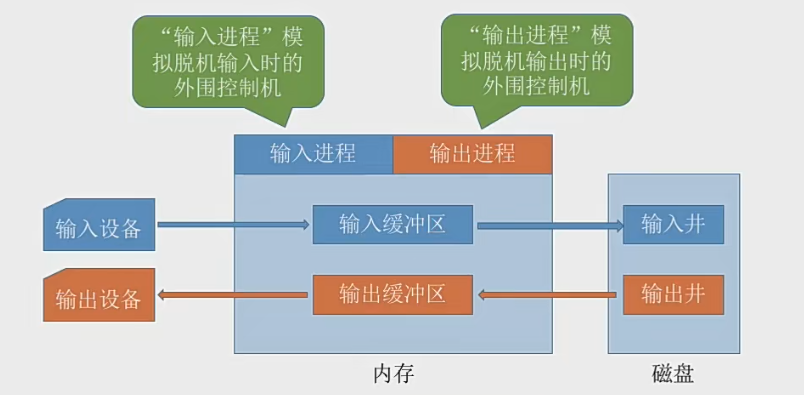 “输入进程”模
拟脱机输入时的
外围控制机
“输出进程”模
拟脱机输出时的
外围控制机
输入进程
输出进程
输入设备
输入缓冲区
输入井
输出设备
输出缓冲区
输出井
内存
磁盘